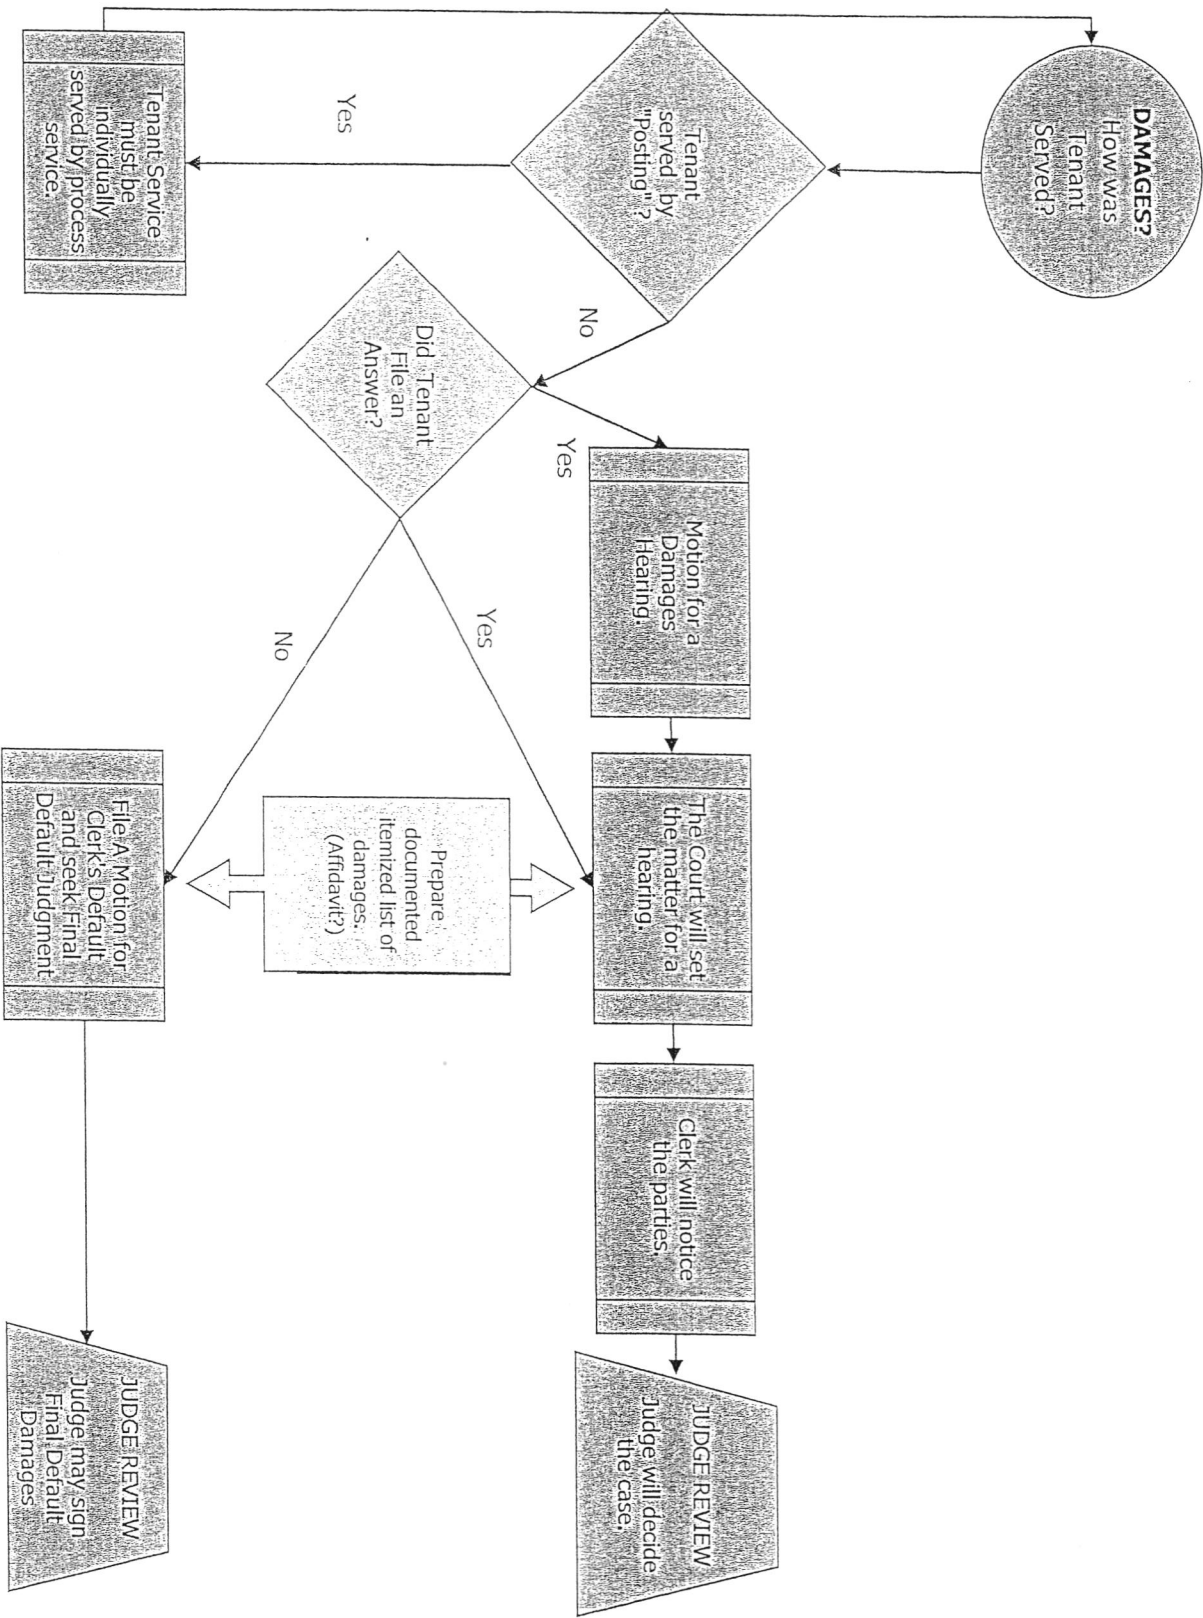 DAMAGES?
How was
Tenant
Served?
Tenant
served by
"Posting"?
Yes
Tenant Service
must be
individually
served by process
service.
No
Did Tenant
File an
Answer?
Yes
Motion for a
Damages
Hearing.
The Court will set
the matter for a
hearing.
Clerk will notice
the parties.
JUDGE REVIEW
Judge will decide
the case.
Yes
No
Prepare
documented
itemized list of
damages.
(Affidavit?)
File A Motion for
Clerk's Default
and seek Final
Default Judgment
JUDGE REVIEW
Judge may sign
Final Default
Damages